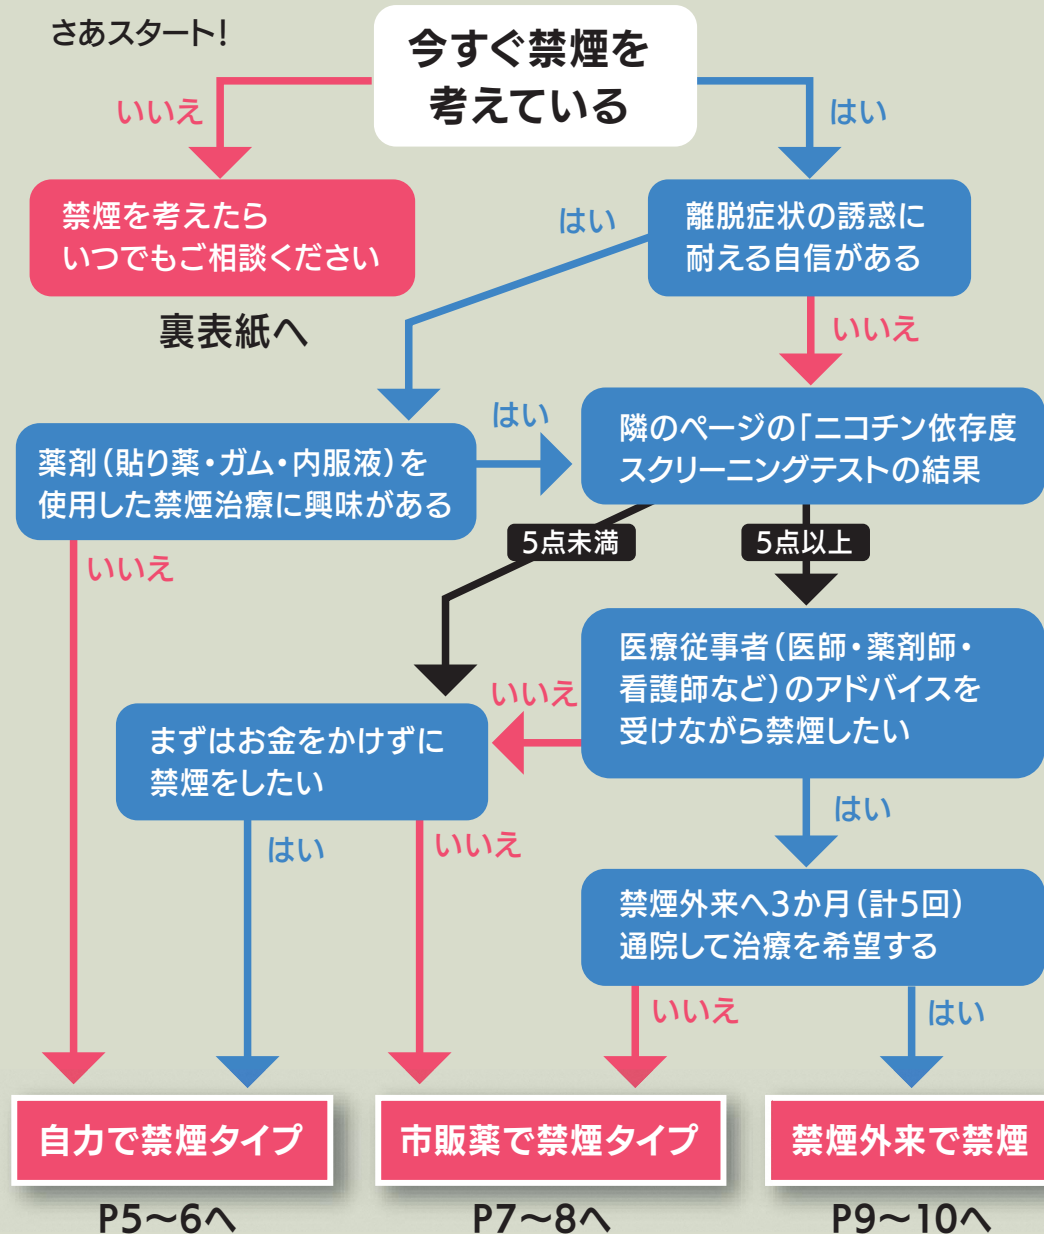 さあスタート!
今すぐ禁煙を
考えている
いいえ
はい
禁煙を考えたら
いつでもご相談ください
裏表紙へ
はい
離脱症状の誘惑に
耐える自信がある
いいえ
薬剤(貼り薬・ガム・内服液)を
使用した禁煙治療に興味がある
はい
隣のページの「ニコチン依存度
スクリーニングテストの結果
いいえ
5点未満
5点以上
医療従事者(医師・薬剤師・
看護師など)のアドバイスを
受けながら禁煙したい
いいえ
まずはお金をかけずに
禁煙をしたい
はい
はい
いいえ
禁煙外来へ3か月(計5回)
通院して治療を希望する
いいえ
はい
自力で禁煙タイプ
市販薬で禁煙タイプ
禁煙外来で禁煙
P5〜6へ
P7〜8へ
P9〜10へ